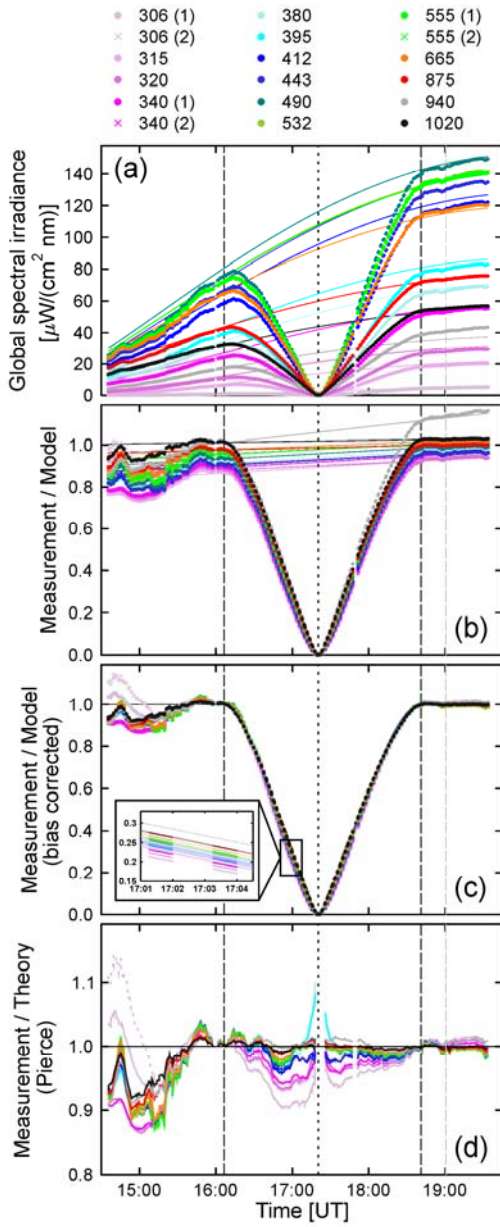 306 (1) 380 555 (1)
306 (2) 395 555 (2)
315 412 665
320 443 875
340 (1) 490 940
340 (2) 532 1020
(a)
Global spectral irradiance
[µW/(cm² nm)]
140
120
100
80
60
40
20
0
(b)
Measurement / Model
1.0
0.8
0.6
0.4
0.2
0.0
(c)
Measurement / Model
(bias corrected)
1.0
0.8
0.6
0.4
0.2
0.0
0.3
0.25
0.2
0.15
17:01 17:02 17:03 17:04
(d)
Measurement / Theory
(Pierce)
1.1
1.0
0.9
0.8
15:00 16:00 17:00 18:00 19:00
Time [UT]